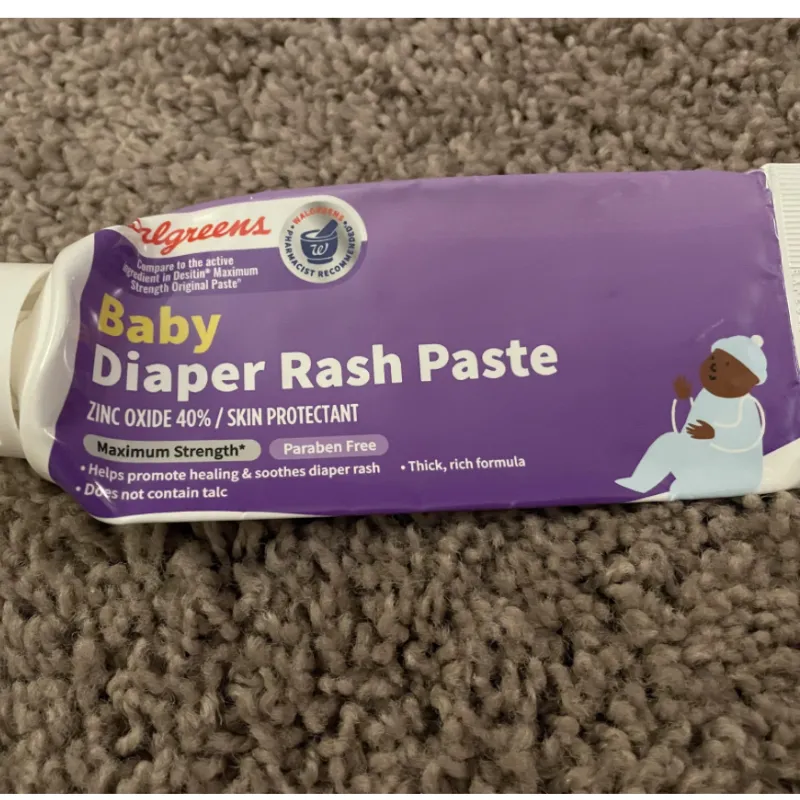 Walgreens
WALGREENS
PHARMACIST RECOMMENDED
W
Compare to the active
ingredient in Desitin® Maximum
Strength Original Paste*
Baby
Diaper Rash Paste
ZINC OXIDE 40% / SKIN PROTECTANT
Maximum Strength* Paraben Free
• Helps promote healing & soothes diaper rash • Thick, rich formula
• Does not contain talc